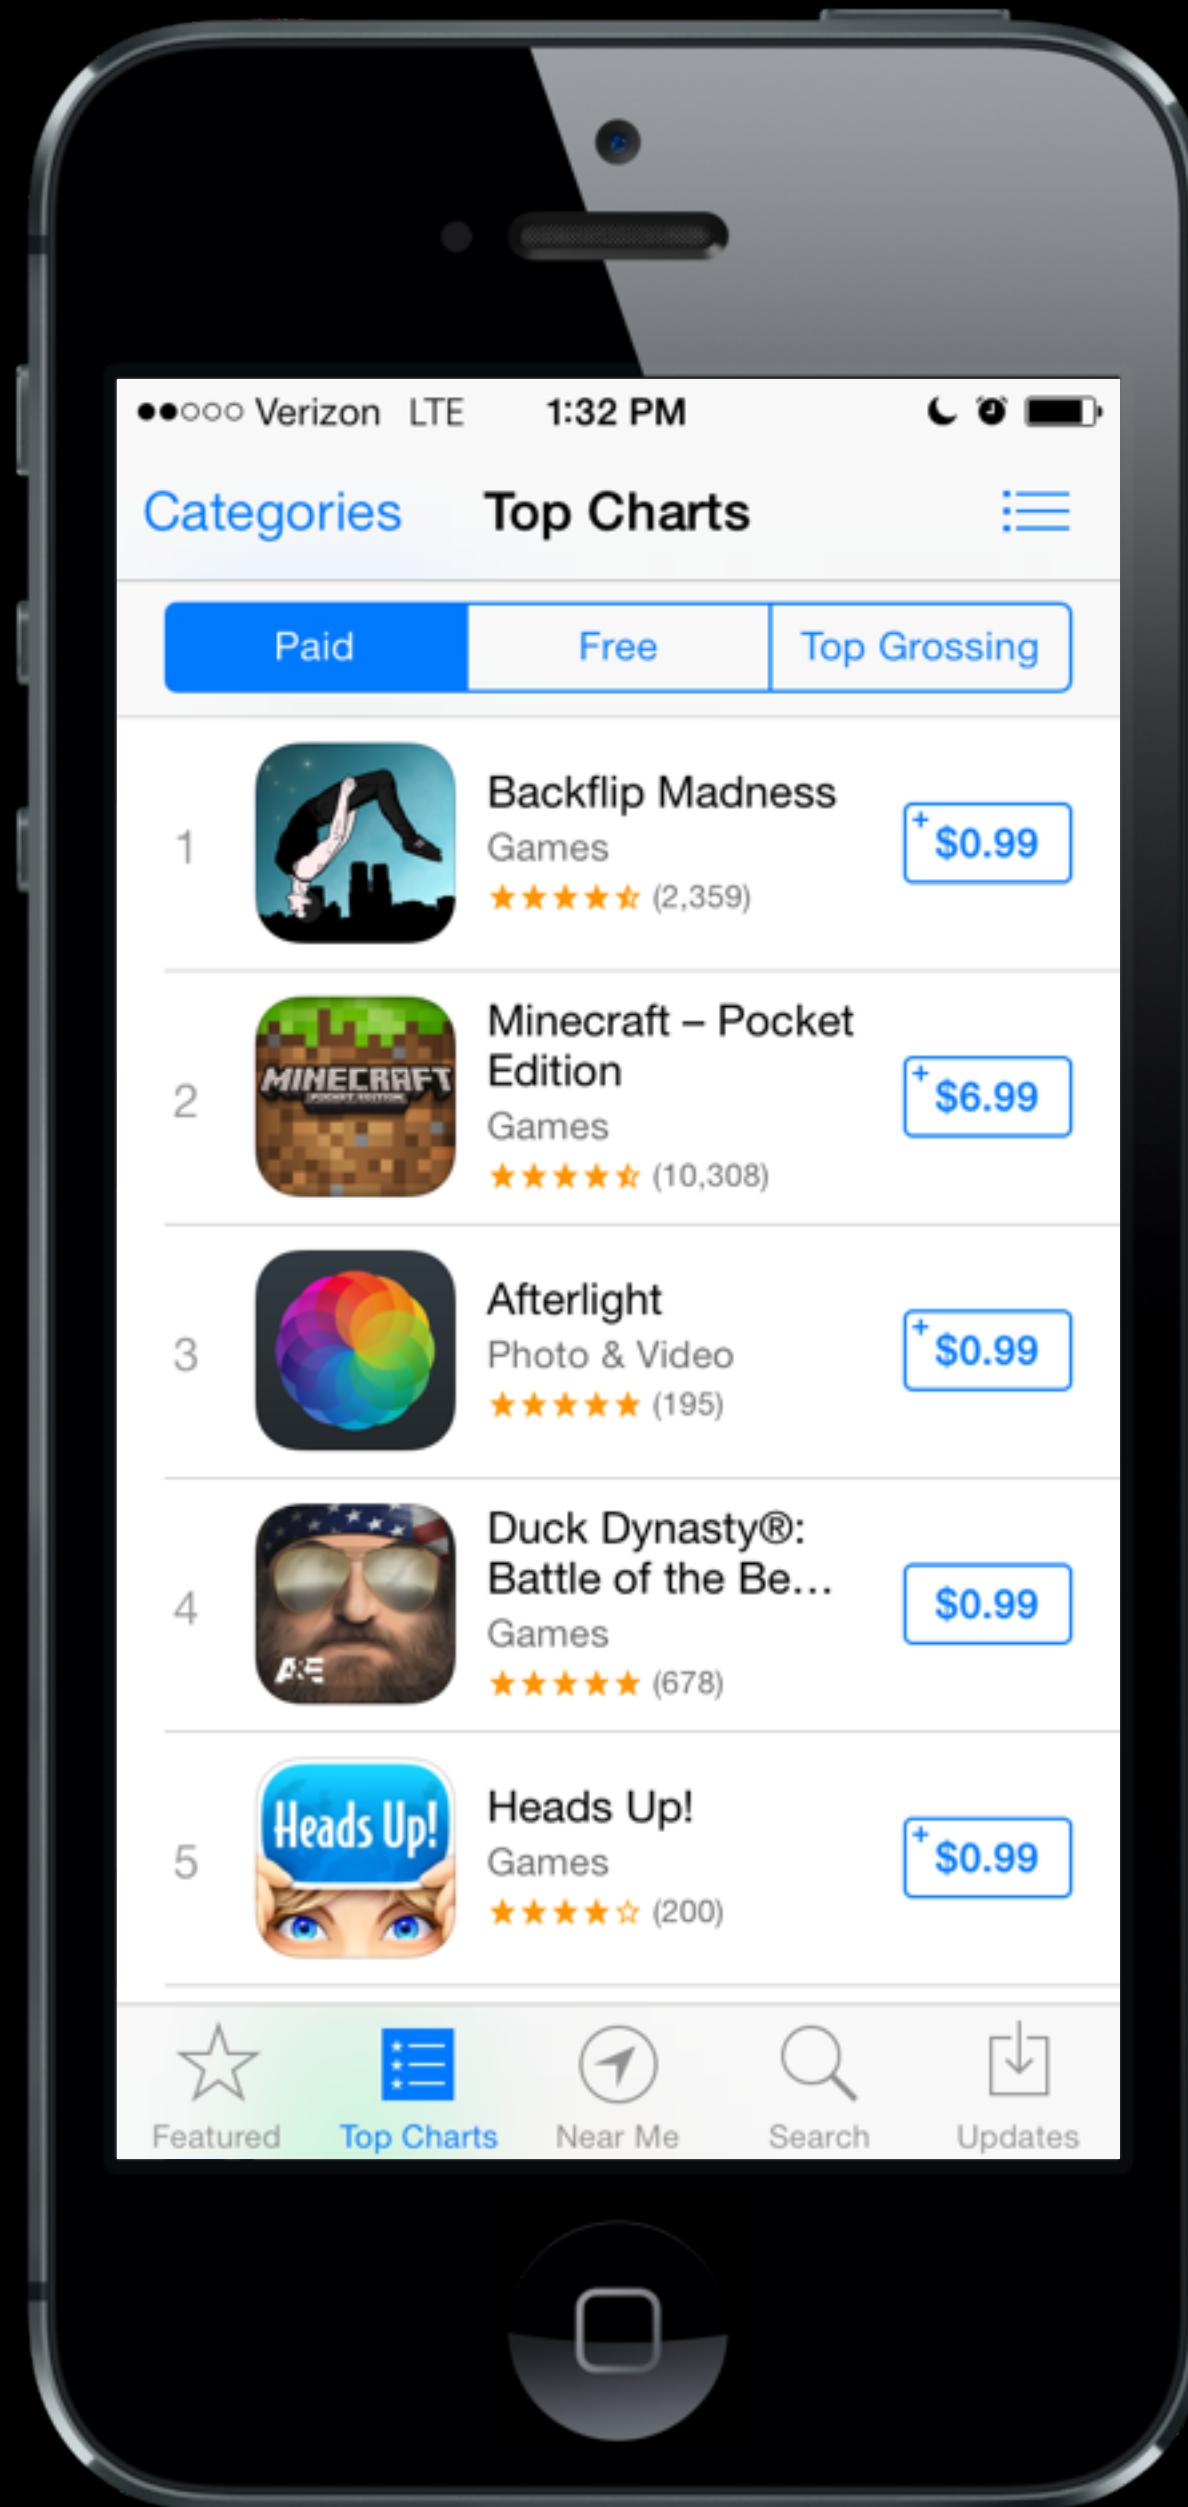 Verizon LTE 1:32 PM
Categories Top Charts
Paid Free Top Grossing
1
Backflip Madness
Games
(2,359)
+ $0.99
2
MINECRAFT
POCKET EDITION
Minecraft – Pocket
Edition
Games
(10,308)
+ $6.99
3
Afterlight
Photo & Video
(195)
+ $0.99
4
A&E
Duck Dynasty®:
Battle of the Be...
Games
(678)
$0.99
5
Heads Up!
Heads Up!
Games
(200)
+ $0.99
Featured Top Charts Near Me Search Updates